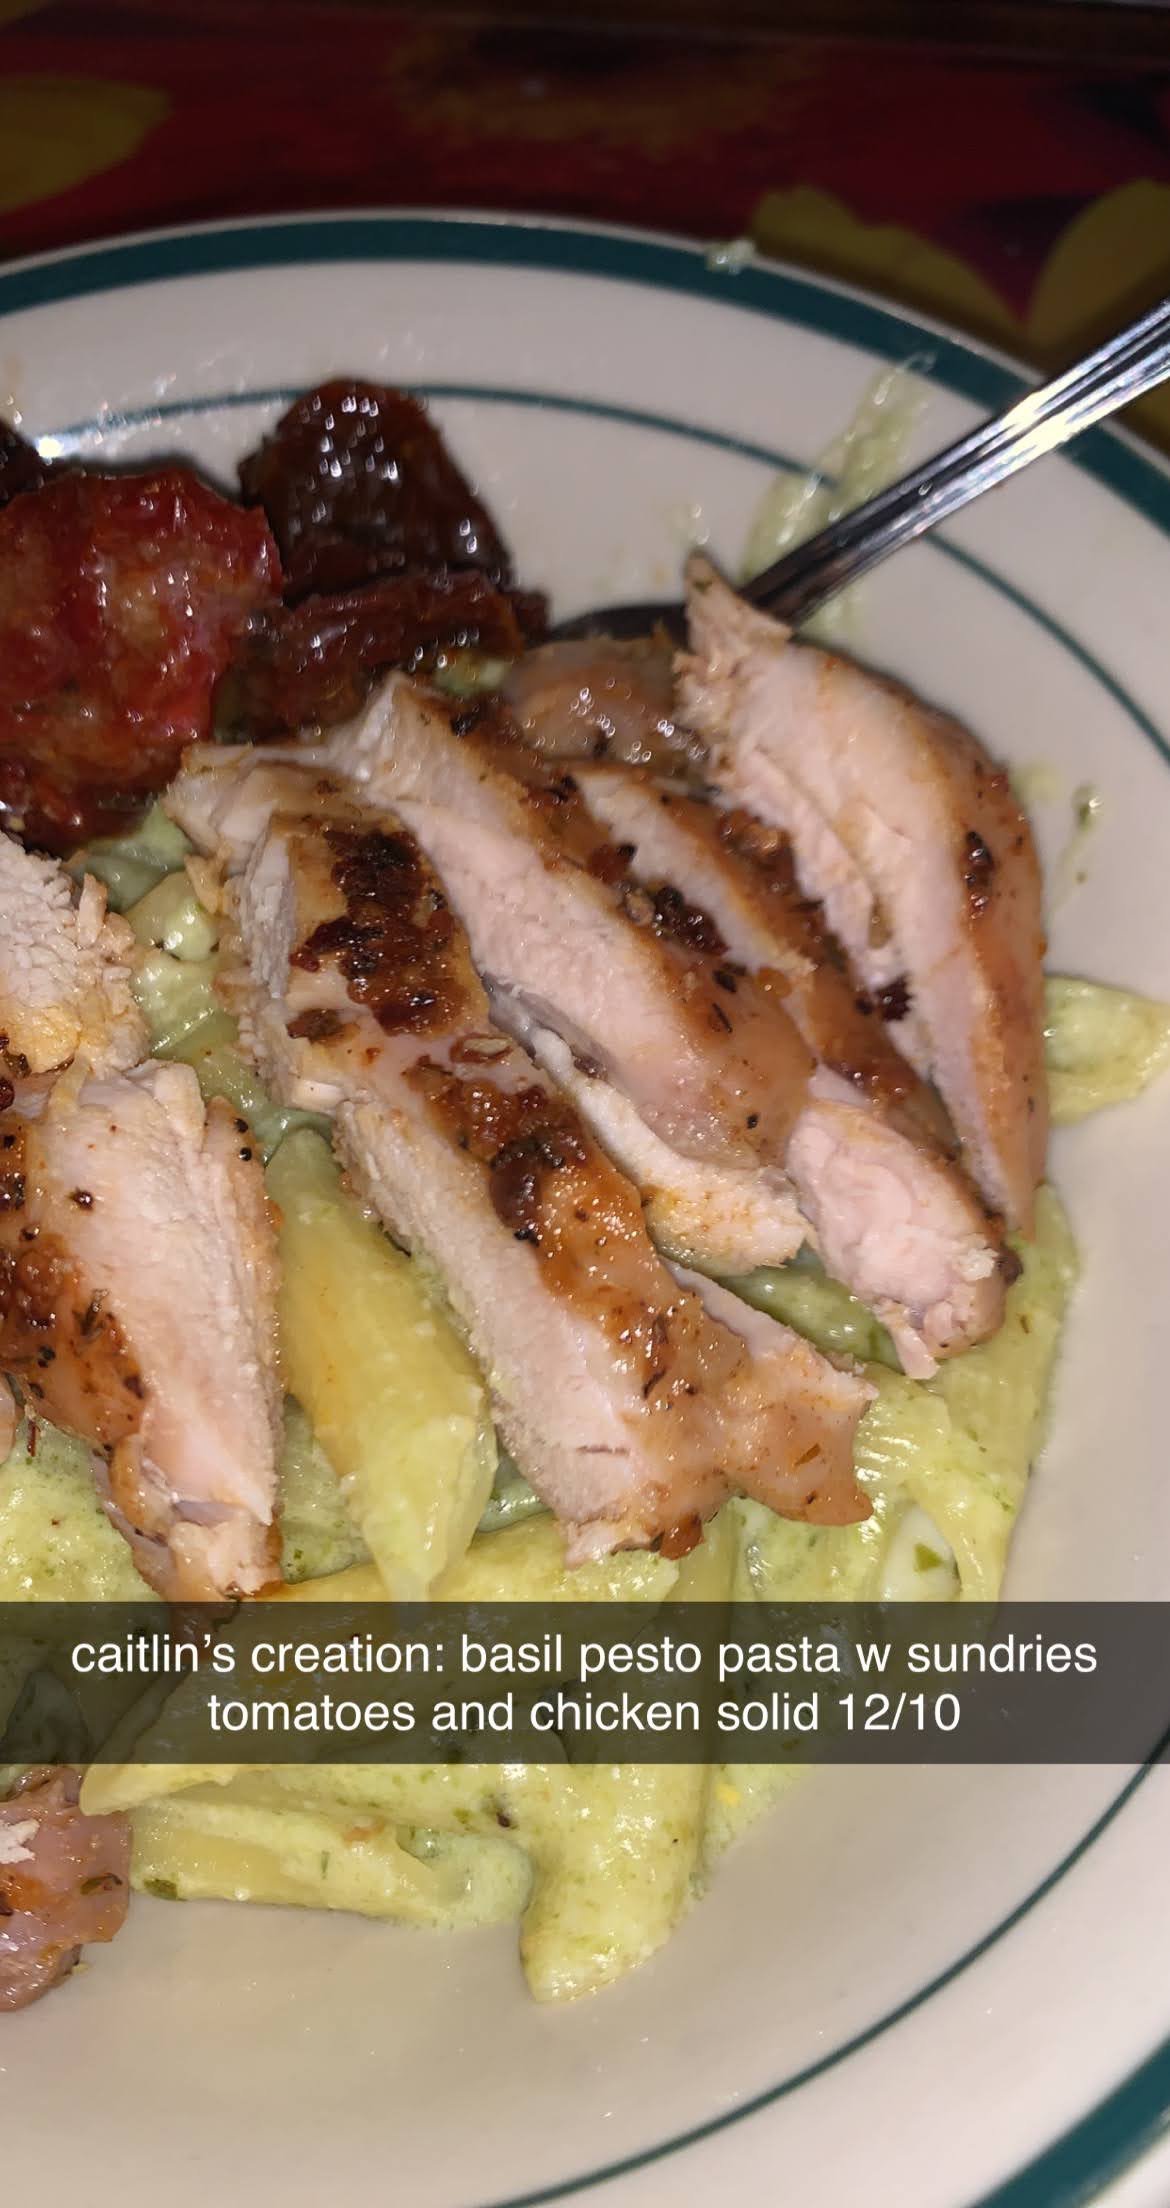 caitlin’s creation: basil pesto pasta w sundries
tomatoes and chicken solid 12/10